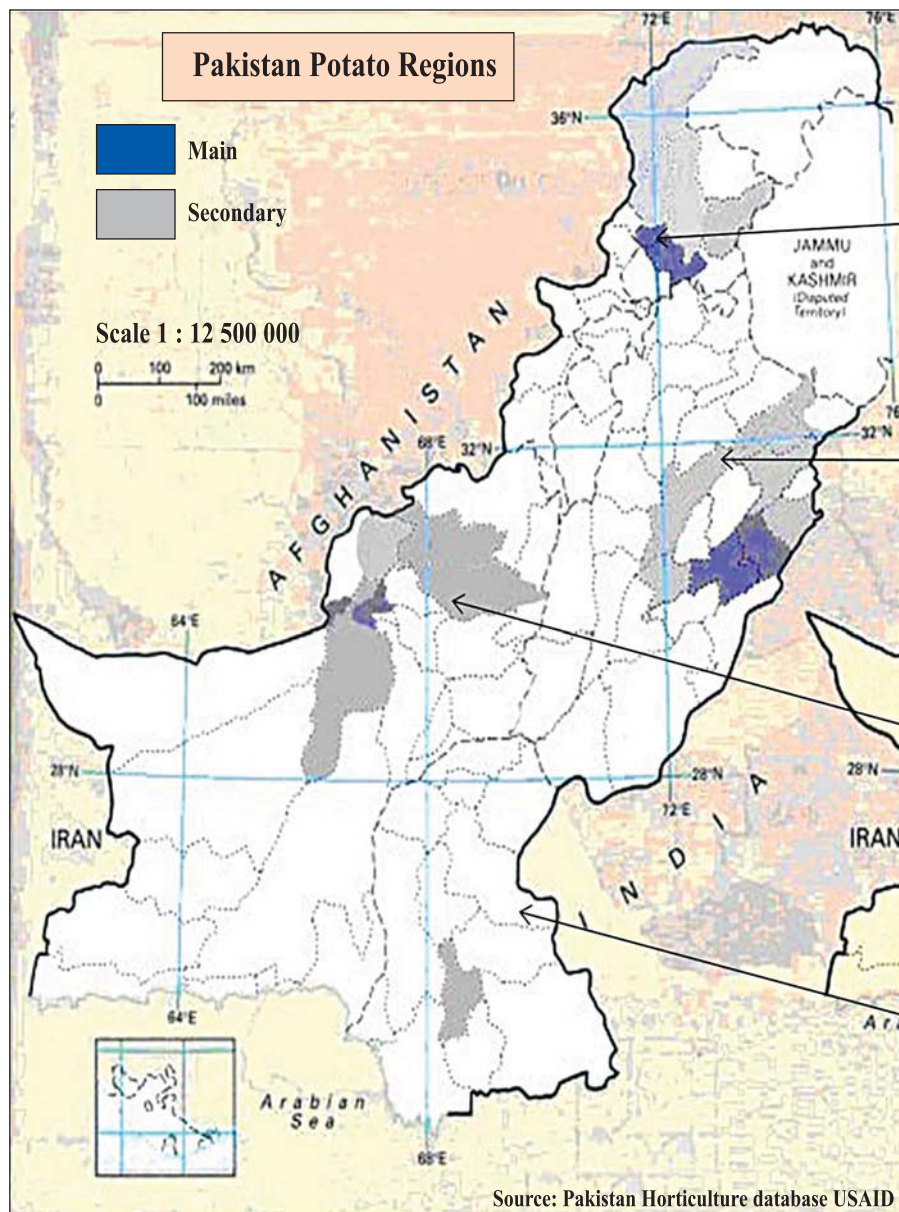 Pakistan Potato Regions
Main
Secondary
Scale 1 : 12 500 000
0 100 200 km
0 100 miles
72°E
76°E
36°N
JAMMU
and
KASHMIR
(Disputed
Territory)
AFGHANISTAN
68°E
32°N
32°N
76
64°E
28°N
28°N
28°N
72°E
IRAN
IRAN
INDIA
64°E
Arabian
Sea
68°E
Ara
Source: Pakistan Horticulture database USAID